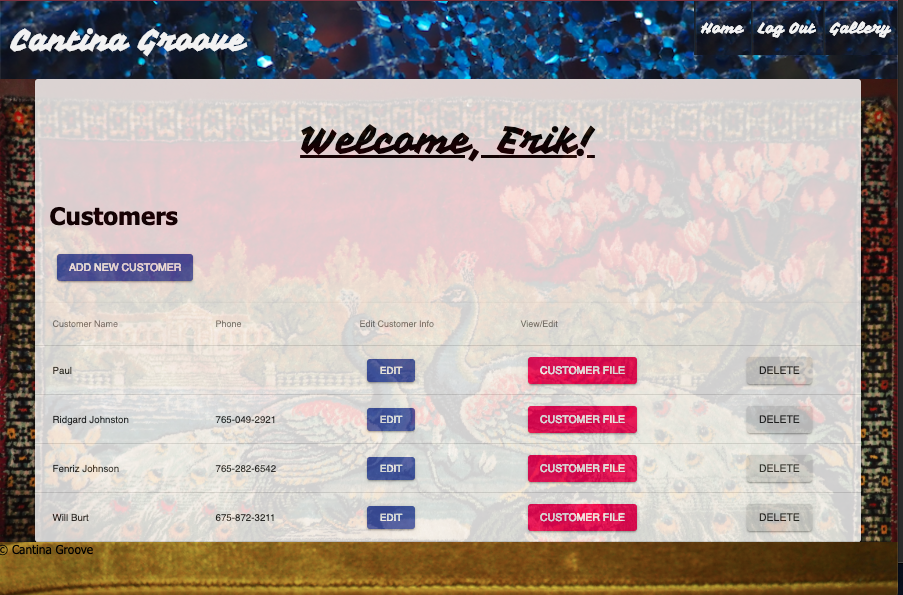 Cantina Groove
Home Log Out Gallery
Welcome, Erik!
Customers
ADD NEW CUSTOMER
Customer Name Phone Edit Customer Info View/Edit
Paul EDIT CUSTOMER FILE DELETE
Ridgard Johnston 765-049-2921 EDIT CUSTOMER FILE DELETE
Fenriz Johnson 765-282-6542 EDIT CUSTOMER FILE DELETE
Will Burt 675-872-3211 EDIT CUSTOMER FILE DELETE
© Cantina Groove